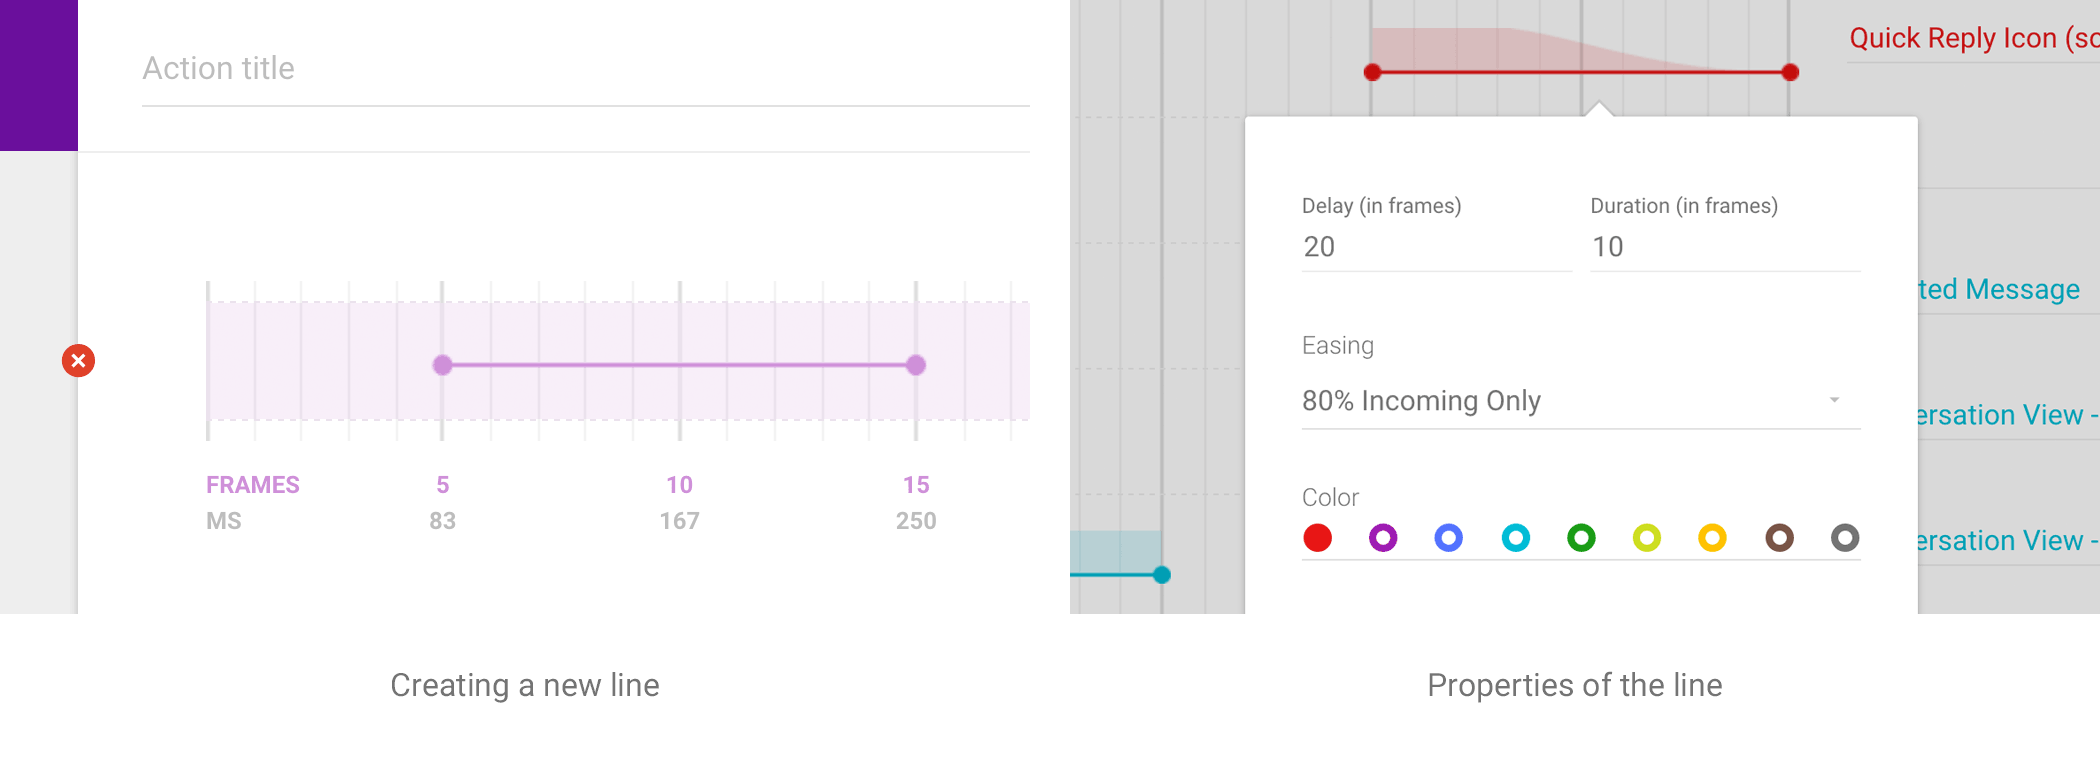 Action title
FRAMES 5 10 15
MS 83 167 250
Creating a new line
Quick Reply Icon (so
Delay (in frames) Duration (in frames)
20 10
ted Message
Easing
80% Incoming Only
ersation View -
Color
ersation View -
Properties of the line